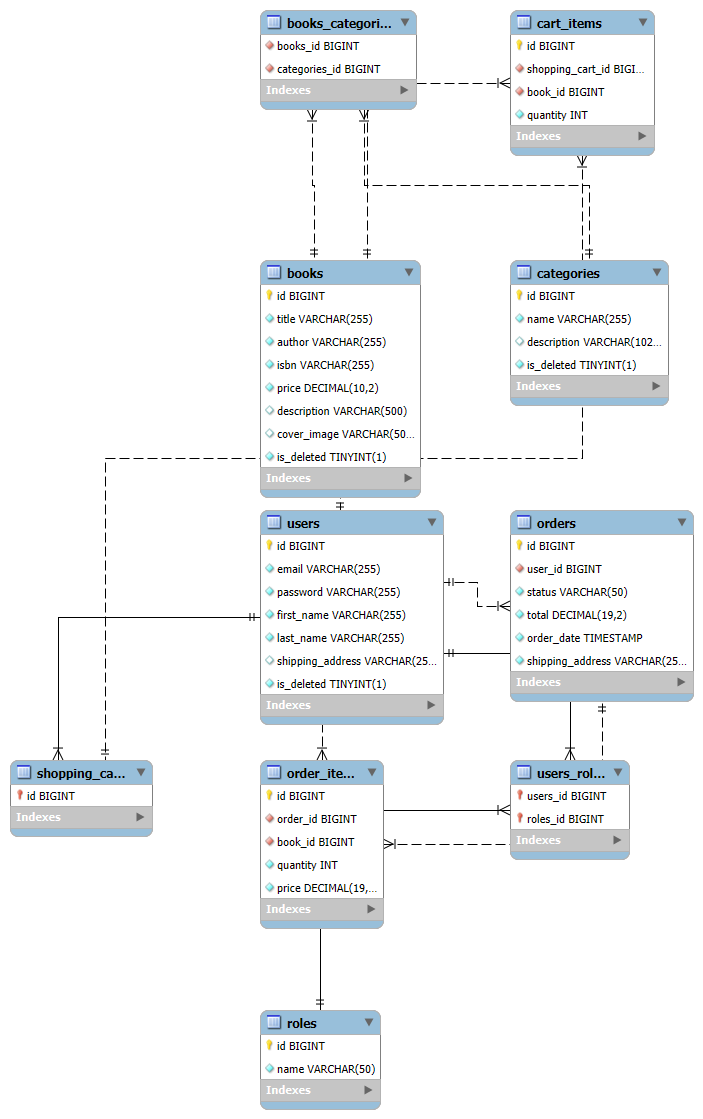 books_categori...
books_id BIGINT
categories_id BIGINT
Indexes
cart_items
id BIGINT
shopping_cart_id BIGI...
book_id BIGINT
quantity INT
Indexes
books
id BIGINT
title VARCHAR(255)
author VARCHAR(255)
isbn VARCHAR(255)
price DECIMAL(10,2)
description VARCHAR(500)
cover_image VARCHAR(50...
is_deleted TINYINT(1)
Indexes
categories
id BIGINT
name VARCHAR(255)
description VARCHAR(102...
is_deleted TINYINT(1)
Indexes
users
id BIGINT
email VARCHAR(255)
password VARCHAR(255)
first_name VARCHAR(255)
last_name VARCHAR(255)
shipping_address VARCHAR(25...
is_deleted TINYINT(1)
Indexes
orders
id BIGINT
user_id BIGINT
status VARCHAR(50)
total DECIMAL(19,2)
order_date TIMESTAMP
shipping_address VARCHAR(25...
Indexes
shopping_ca...
id BIGINT
Indexes
order_ite...
id BIGINT
order_id BIGINT
book_id BIGINT
quantity INT
price DECIMAL(19,...
Indexes
users_rol...
users_id BIGINT
roles_id BIGINT
Indexes
roles
id BIGINT
name VARCHAR(50)
Indexes